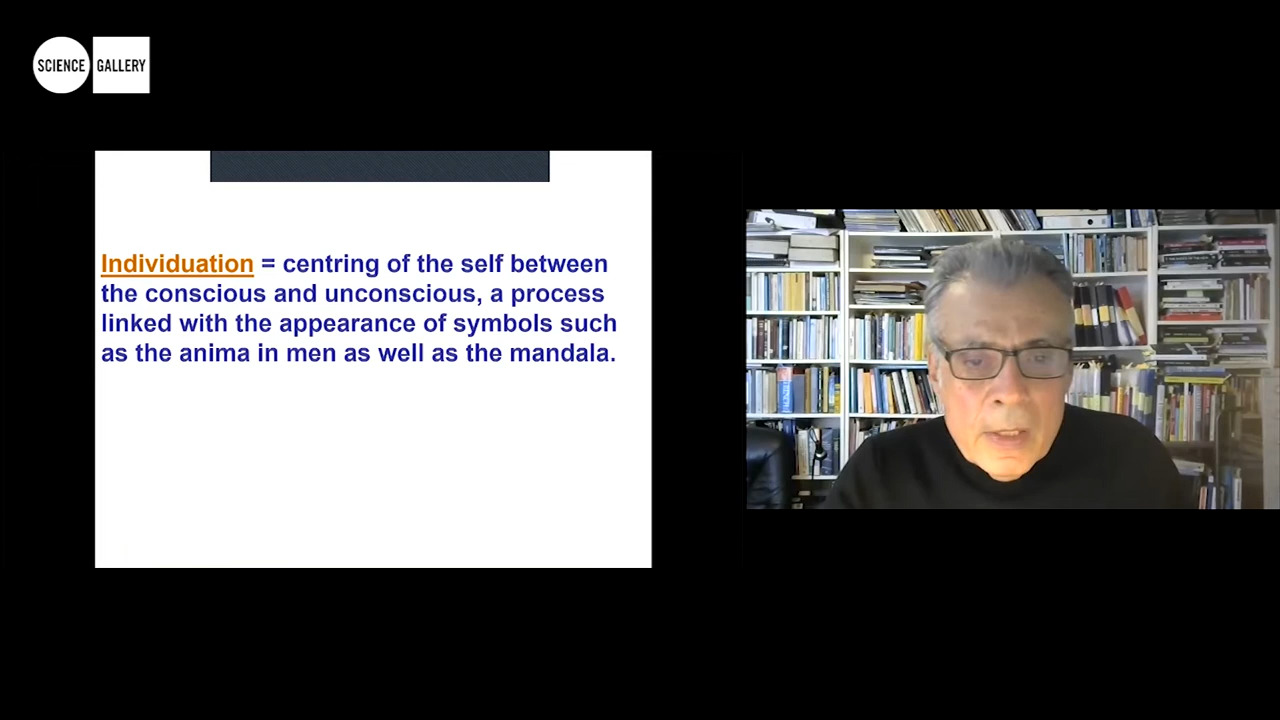 SCIENCE GALLERY
Individuation = centring of the self between
the conscious and unconscious, a process
linked with the appearance of symbols such
as the anima in men as well as the mandala.